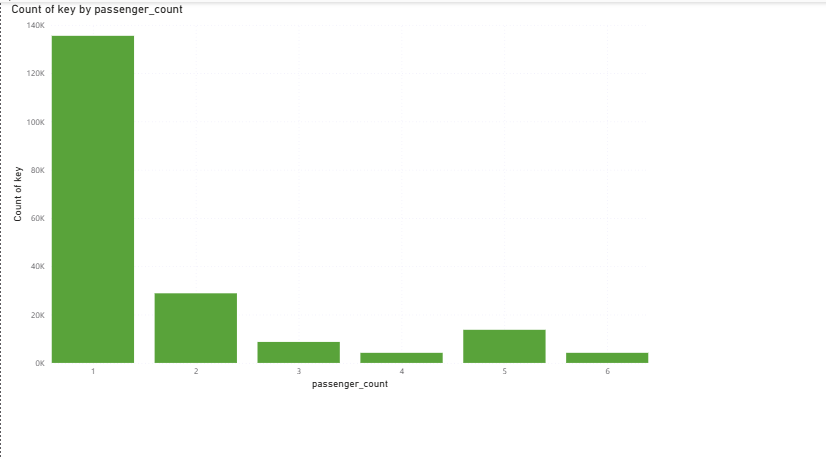 Count of key by passenger_count
140K
120K
100K
80K
60K
40K
20K
0K
Count of key
1 2 3 4 5 6
passenger_count